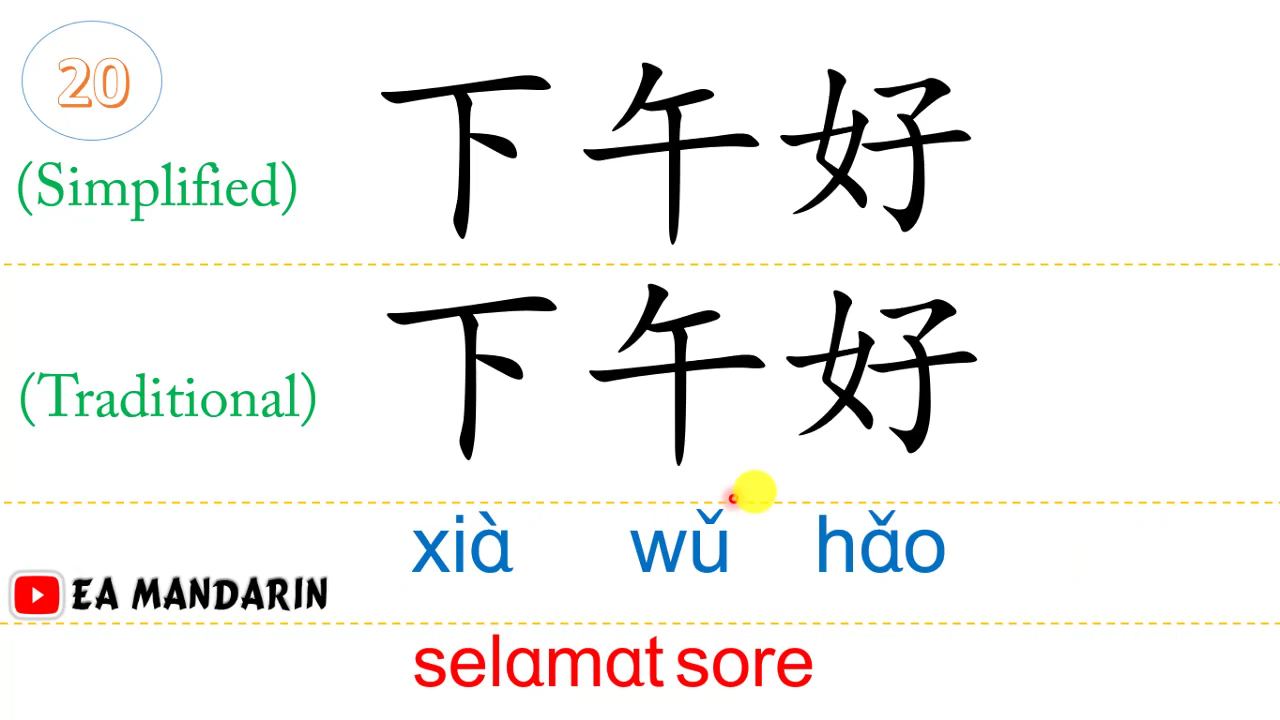 20
(Simplified) 下午好
(Traditional) 下午好
xià wǔ hǎo
EA MANDARIN
selamat sore